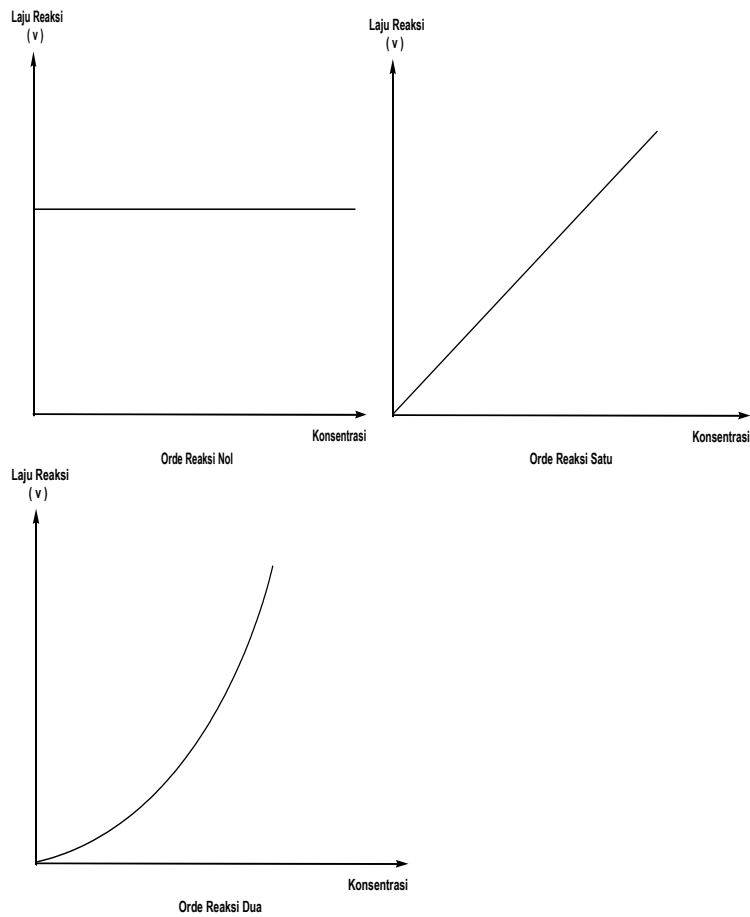 Laju Reaksi
( v )
Konsentrasi
Orde Reaksi Nol
Laju Reaksi
( v )
Konsentrasi
Orde Reaksi Satu
Laju Reaksi
( v )
Konsentrasi
Orde Reaksi Dua